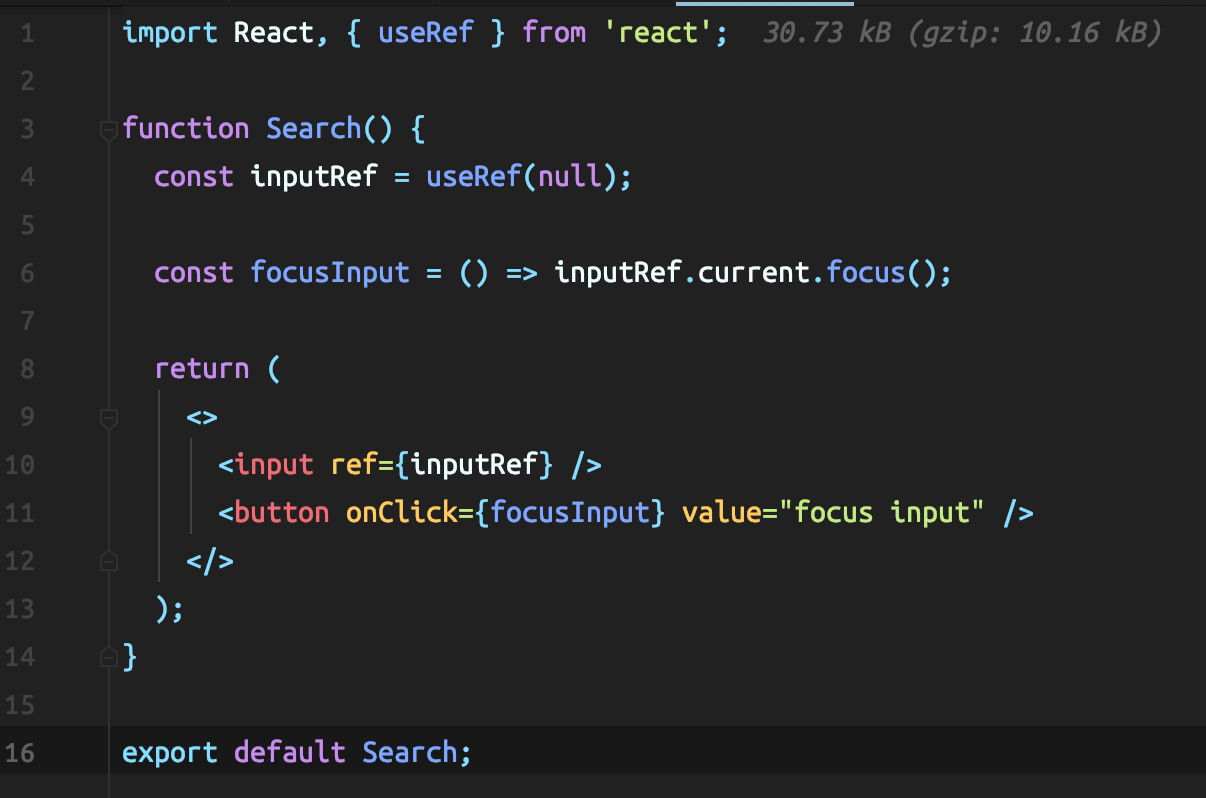 1 import React, { useRef } from 'react'; 30.73 kB (gzip: 10.16 kB)
2
3 function Search() {
4   const inputRef = useRef(null);
5
6   const focusInput = () => inputRef.current.focus();
7
8   return (
9     <>
10       <input ref={inputRef} />
11       <button onClick={focusInput} value="focus input" />
12     </>
13   );
14 }
15
16 export default Search;